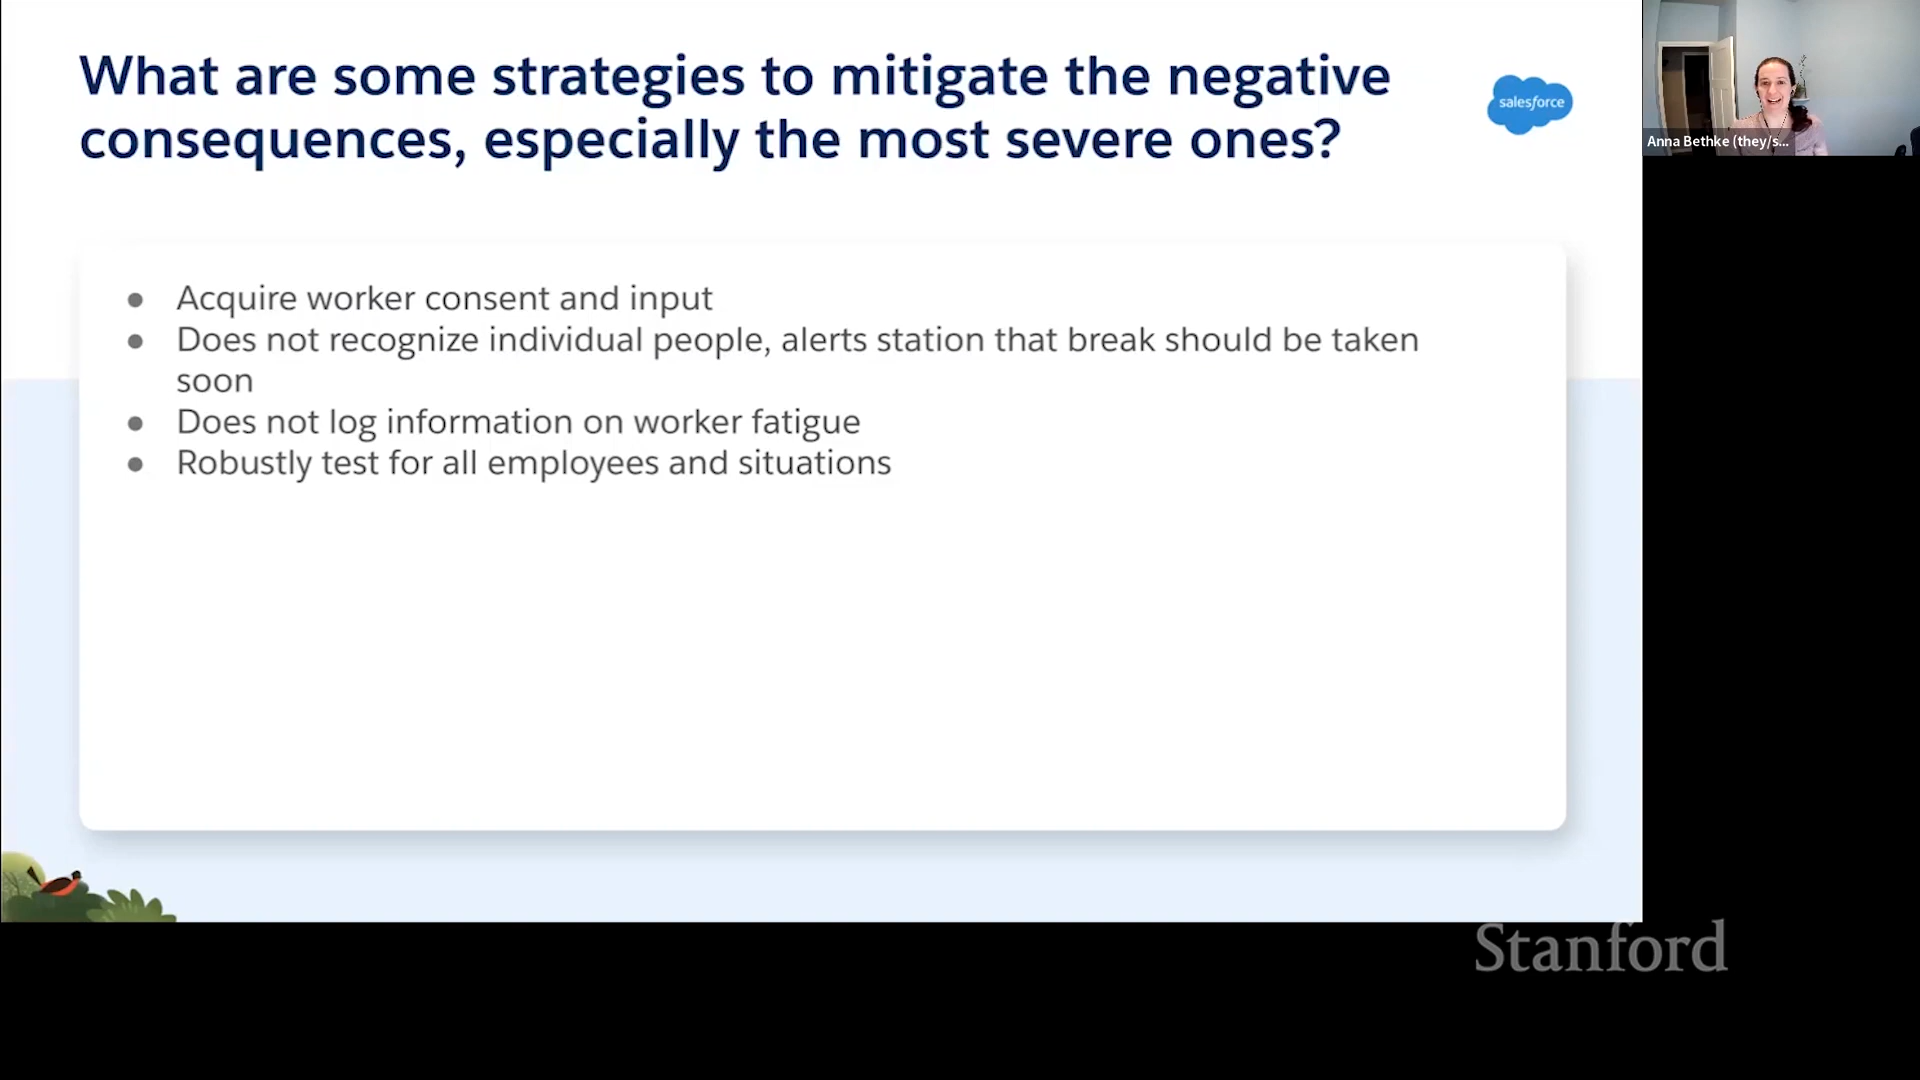 What are some strategies to mitigate the negative
consequences, especially the most severe ones?
salesforce
Anna Bethke (they/s...
● Acquire worker consent and input
● Does not recognize individual people, alerts station that break should be taken
soon
● Does not log information on worker fatigue
● Robustly test for all employees and situations
Stanford